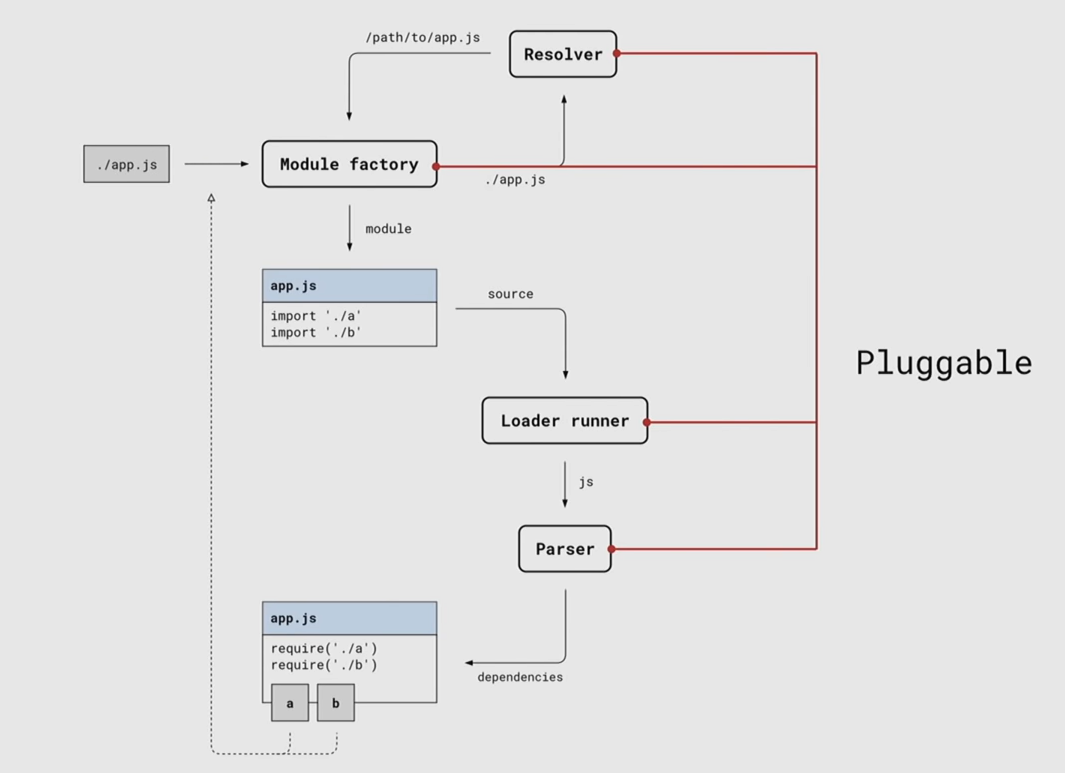 /path/to/app.js
Resolver
./app.js
Module factory
./app.js
module
app.js
source
import './a'
import './b'
Pluggable
Loader runner
js
Parser
app.js
require('./a')
require('./b')
dependencies
a
b